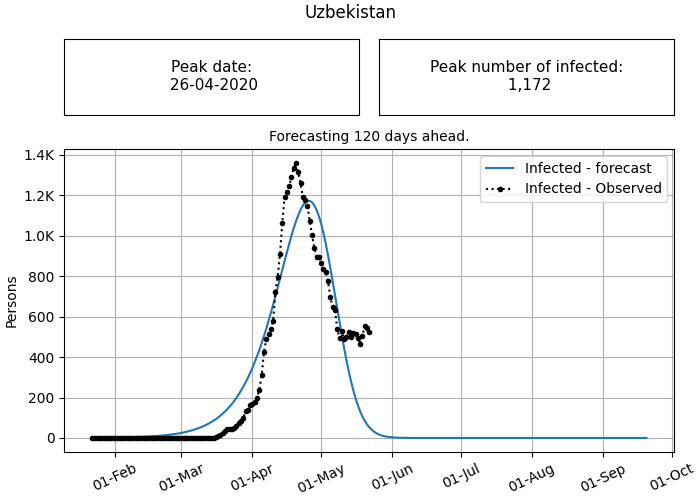 Uzbekistan
Peak date:
26-04-2020
Peak number of infected:
1,172
Forecasting 120 days ahead.
1.4K
1.2K
1.0K
800
600
400
200
0
Persons
Infected - forecast
Infected - Observed
01-Feb
01-Mar
01-Apr
01-May
01-Jun
01-Jul
01-Aug
01-Sep
01-Oct